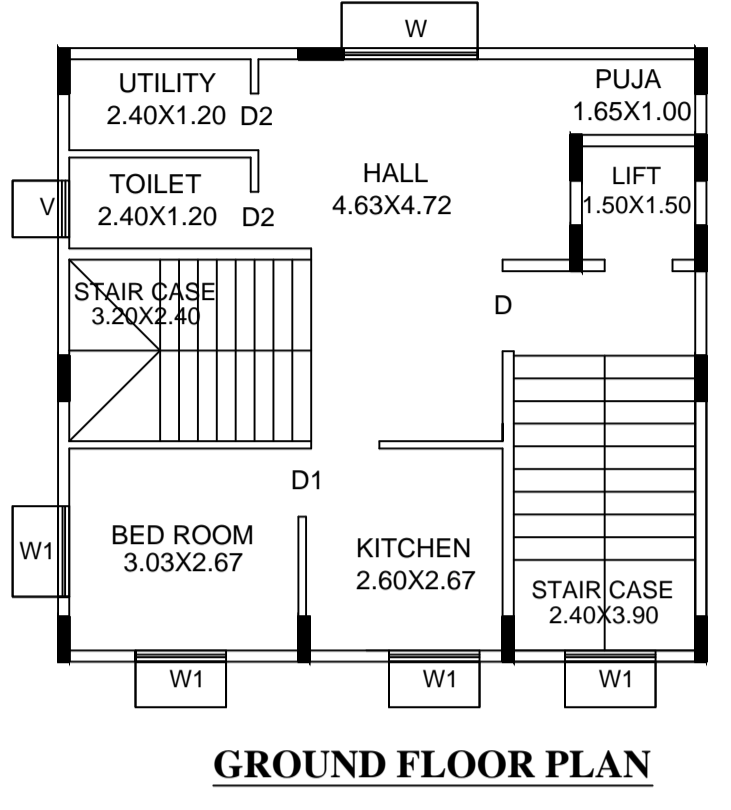 W
UTILITY
2.40X1.20
D2
PUJA
1.65X1.00
TOILET
2.40X1.20
D2
V
HALL
4.63X4.72
LIFT
1.50X1.50
STAIR CASE
3.20X2.40
D
D1
BED ROOM
3.03X2.67
W1
KITCHEN
2.60X2.67
STAIR CASE
2.40X3.90
W1
W1
W1
GROUND FLOOR PLAN